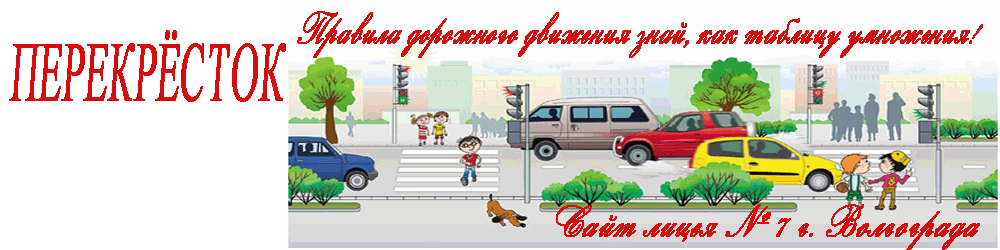 ПЕРЕКРЁСТОК
Правила дорожного движения знай, как таблицу умножения!
Сайт лицея № 7 г. Волгограда